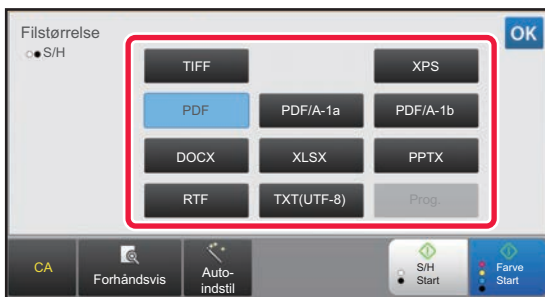 Filstørrelse
OK
S/H
TIFF
XPS
PDF
PDF/A-1a
PDF/A-1b
DOCX
XLSX
PPTX
RTF
TXT(UTF-8)
Prog.
CA
Forhåndsvis
Auto-
indstil
S/H
Start
Farve
Start